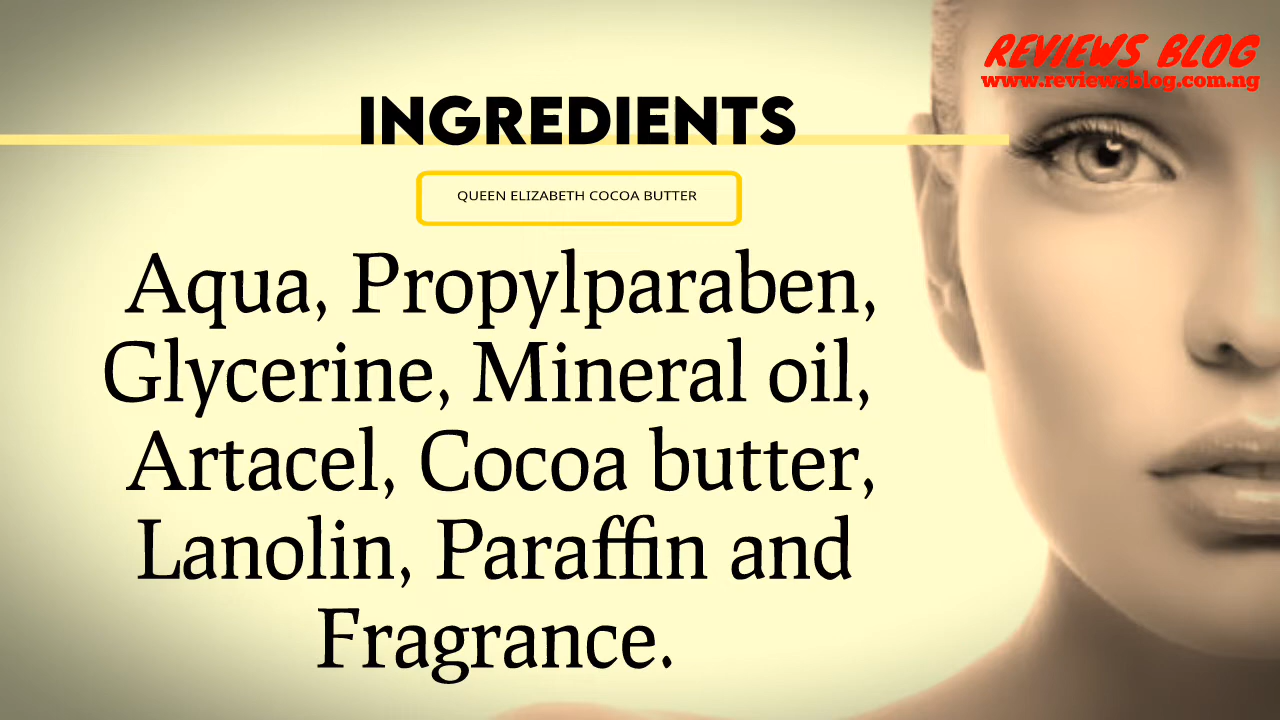 REVIEWS BLOG
www.reviewsblog.com.ng
INGREDIENTS
QUEEN ELIZABETH COCOA BUTTER
Aqua, Propylparaben,
Glycerine, Mineral oil,
Artacel, Cocoa butter,
Lanolin, Paraffin and
Fragrance.